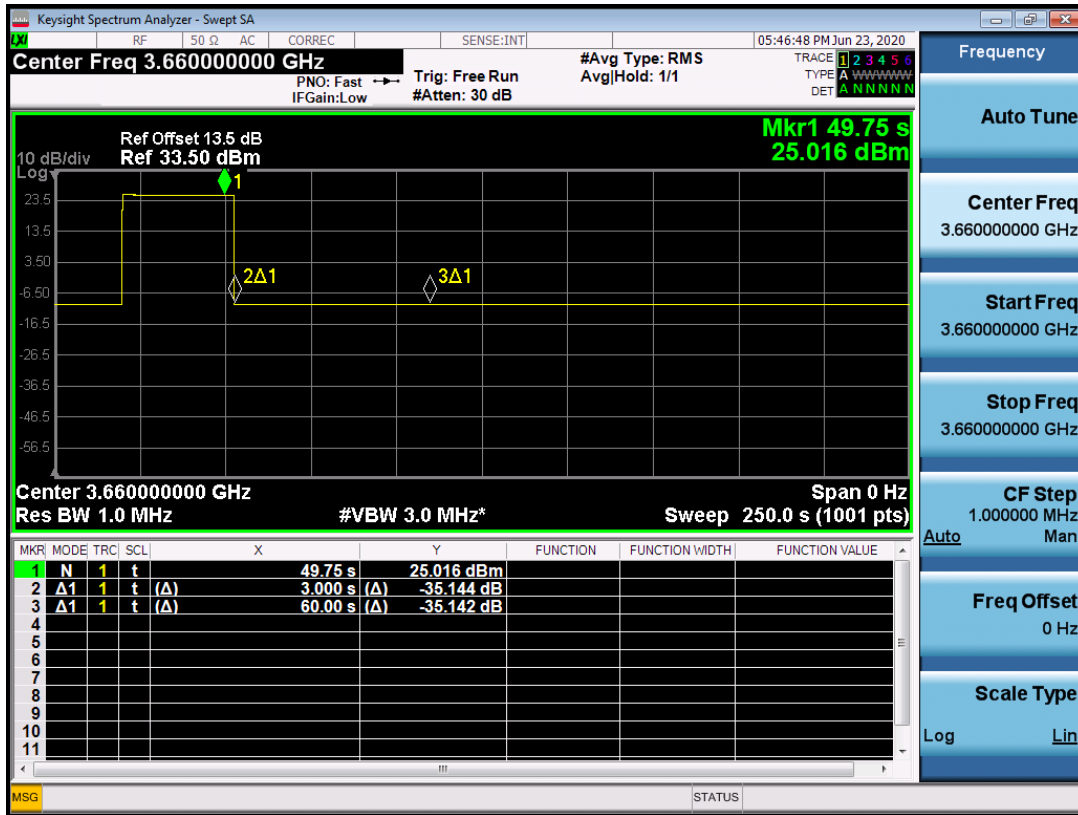 Keysight Spectrum Analyzer - Swept SA
LXI RF 50 Ω AC CORREC SENSE:INT 05:46:48 PM Jun 23, 2020
Center Freq 3.660000000 GHz
PNO: Fast
IFGain:Low
Trig: Free Run
#Atten: 30 dB
#Avg Type: RMS
Avg|Hold: 1/1
TRACE 1 2 3 4 5 6
TYPE A WWWWW
DET A N N N N N
Mkr1 49.75 s
25.016 dBm
Ref Offset 13.5 dB
10 dB/div Ref 33.50 dBm
Log
1
23.5
13.5
3.50
2Δ1
3Δ1
-6.50
-16.5
-26.5
-36.5
-46.5
-56.5
Center 3.660000000 GHz Span 0 Hz
Res BW 1.0 MHz #VBW 3.0 MHz* Sweep 250.0 s (1001 pts)
MKR MODE TRC SCL X Y FUNCTION FUNCTION WIDTH FUNCTION VALUE
1 N 1 t 49.75 s 25.016 dBm
2 Δ1 1 t (Δ) 3.000 s (Δ) -35.144 dB
3 Δ1 1 t (Δ) 60.00 s (Δ) -35.142 dB
4
5
6
7
8
9
10
11
MSG STATUS
Frequency
Auto Tune
Center Freq
3.660000000 GHz
Start Freq
3.660000000 GHz
Stop Freq
3.660000000 GHz
CF Step
1.000000 MHz
Auto Man
Freq Offset
0 Hz
Scale Type
Log Lin